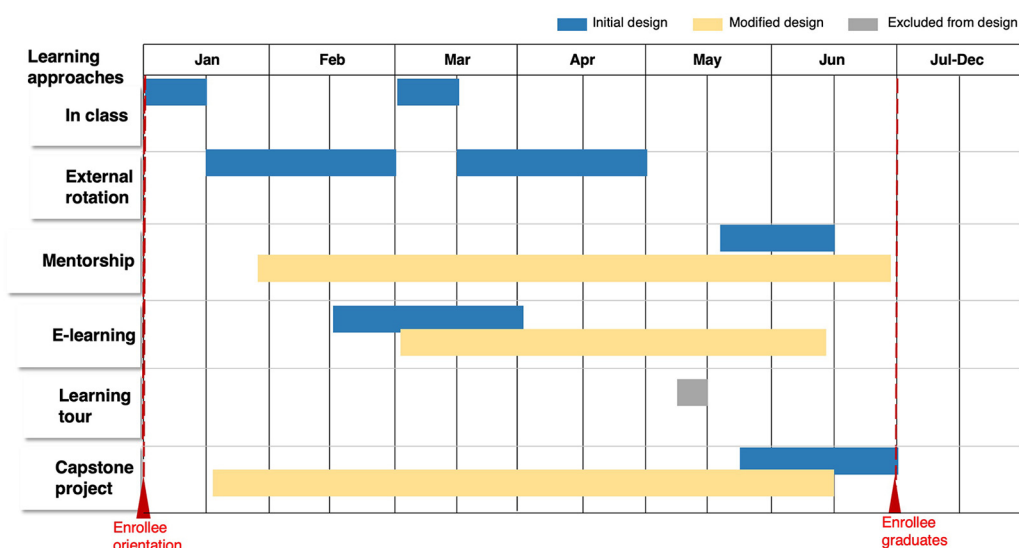 Initial design
Modified design
Excluded from design
Learning
approaches
Jan
Feb
Mar
Apr
May
Jun
Jul-Dec
In class
External
rotation
Mentorship
E-learning
Learning
tour
Capstone
project
Enrollee
orientation
Enrollee
graduates